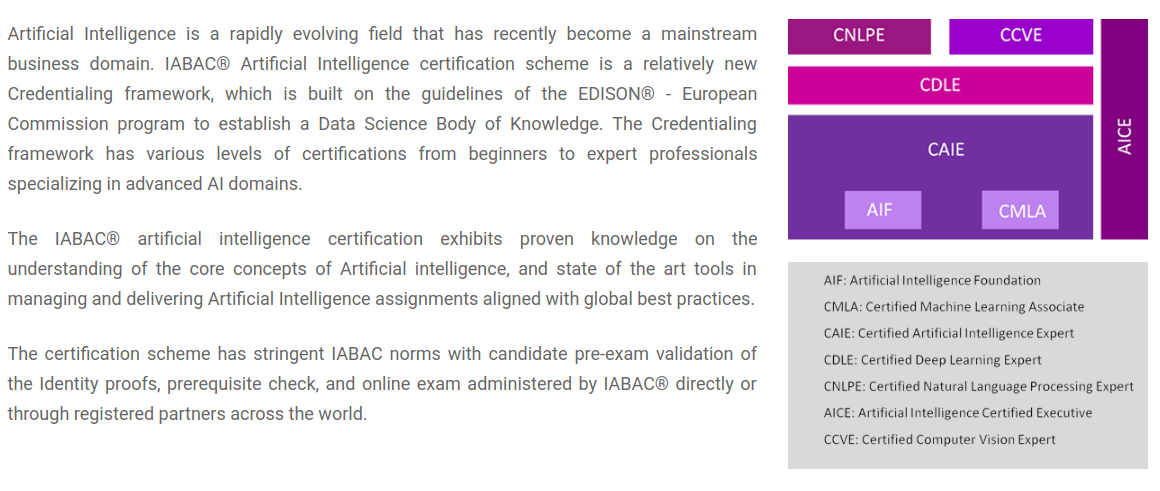 Artificial Intelligence is a rapidly evolving field that has recently become a mainstream
business domain. IABAC® Artificial Intelligence certification scheme is a relatively new
Credentialing framework, which is built on the guidelines of the EDISON® - European
Commission program to establish a Data Science Body of Knowledge. The Credentialing
framework has various levels of certifications from beginners to expert professionals
specializing in advanced AI domains.
The IABAC® artificial intelligence certification exhibits proven knowledge on the
understanding of the core concepts of Artificial intelligence, and state of the art tools in
managing and delivering Artificial Intelligence assignments aligned with global best practices.
The certification scheme has stringent IABAC norms with candidate pre-exam validation of
the Identity proofs, prerequisite check, and online exam administered by IABAC® directly or
through registered partners across the world.
CNLPE
CCVE
CDLE
CAIE
AIF
CMLA
AICE
AIF: Artificial Intelligence Foundation
CMLA: Certified Machine Learning Associate
CAIE: Certified Artificial Intelligence Expert
CDLE: Certified Deep Learning Expert
CNLPE: Certified Natural Language Processing Expert
AICE: Artificial Intelligence Certified Executive
CCVE: Certified Computer Vision Expert